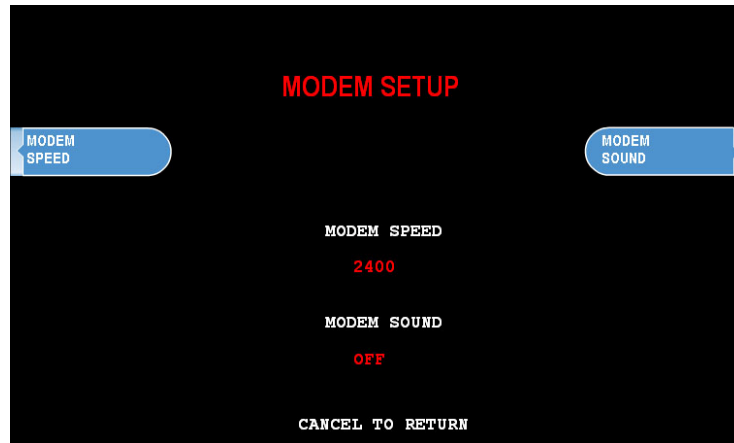 MODEM SETUP
MODEM
SPEED
MODEM
SOUND
MODEM SPEED
2400
MODEM SOUND
OFF
CANCEL TO RETURN